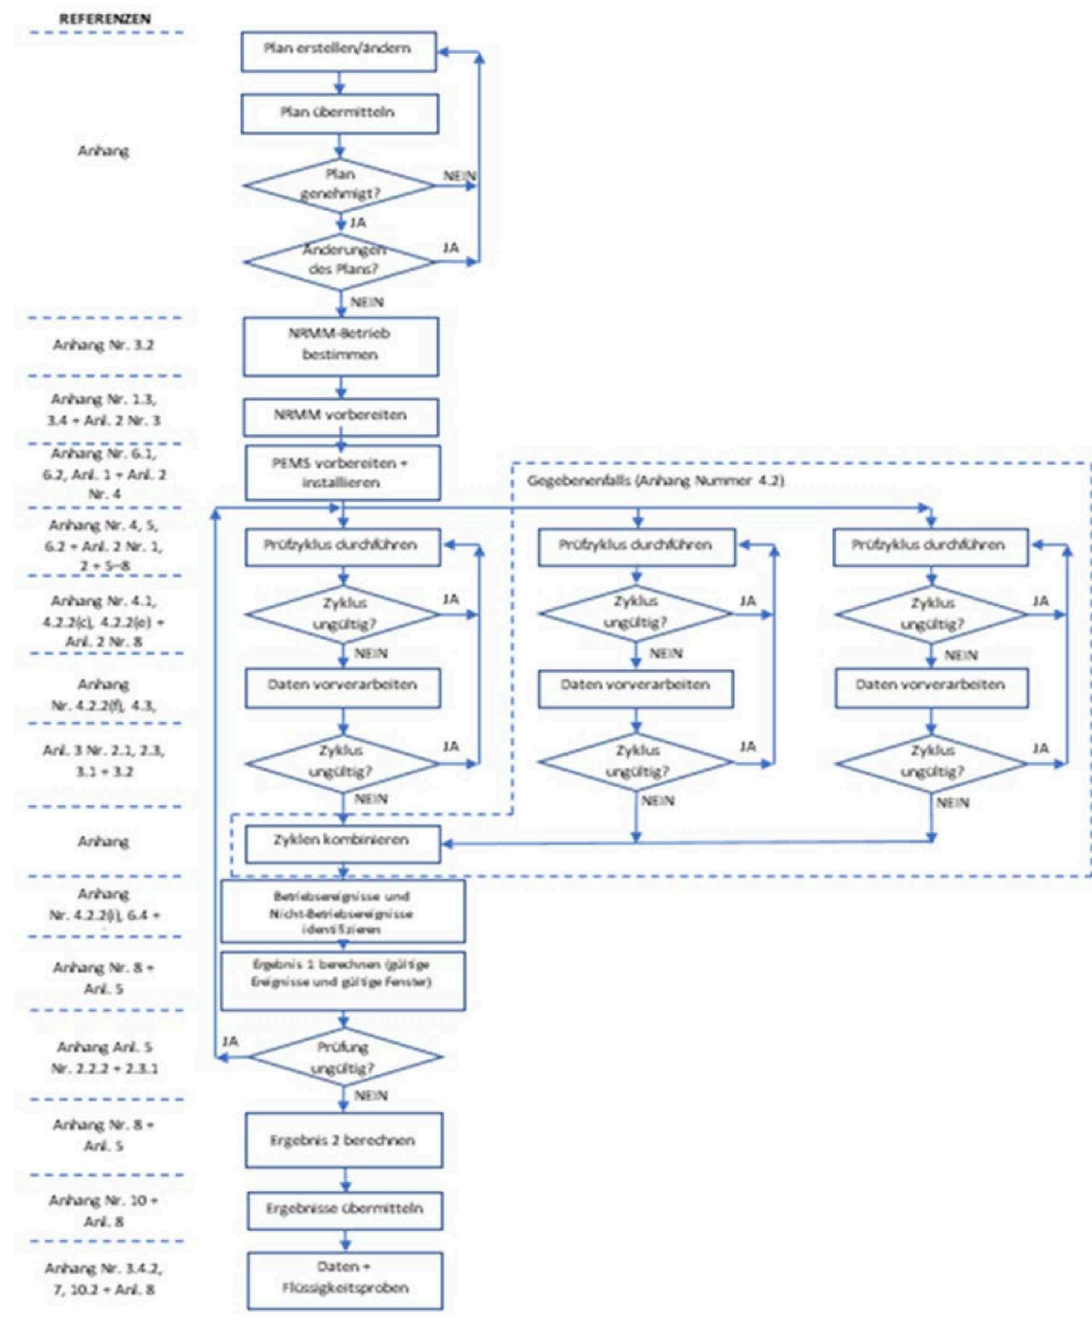 REFERENZEN
Plan erstellen/ändern
Plan übermitteln
Anhang
Plan
genehmigt?
NEIN
JA
Änderungen
des Plans?
JA
NEIN
Anhang Nr. 3.2
NRMM-Betrieb
bestimmen
Anhang Nr. 1.3,
3.4 + Anl. 2 Nr. 3
NRMM vorbereiten
Anhang Nr. 6.1,
6.2, Anl. 1 + Anl. 2
Nr. 4
PEMS vorbereiten +
installieren
Gegebenenfalls (Anhang Nummer 4.2)
Anhang Nr. 4, 5,
6.2 + Anl. 2 Nr. 1,
2 + 5–8
Prüfzyklus durchführen
Prüfzyklus durchführen
Prüfzyklus durchführen
Anhang Nr. 4.1,
4.2.2(c), 4.2.2(e) +
Anl. 2 Nr. 8
Zyklus
ungültig?
JA
NEIN
Zyklus
ungültig?
JA
NEIN
Zyklus
ungültig?
JA
NEIN
Anhang
Nr. 4.2.2(f), 4.3,
Daten vorverarbeiten
Daten vorverarbeiten
Daten vorverarbeiten
Anl. 3 Nr. 2.1, 2.3,
3.1 + 3.2
Zyklus
ungültig?
JA
NEIN
Zyklus
ungültig?
JA
NEIN
Zyklus
ungültig?
JA
NEIN
Anhang
Zyklen kombinieren
Anhang
Nr. 4.2.2(i), 6.4 +
Betriebsereignisse und
Nicht-Betriebsereignisse
identifizieren
Anhang Nr. 8 +
Anl. 5
Ergebnis 1 berechnen (gültige
Ereignisse und gültige Fenster)
Anhang Anl. 5
Nr. 2.2.2 + 2.3.1
JA
Prüfung
ungültig?
NEIN
Anhang Nr. 8 +
Anl. 5
Ergebnis 2 berechnen
Anhang Nr. 10 +
Anl. 8
Ergebnisse übermitteln
Anhang Nr. 3.4.2,
7, 10.2 + Anl. 8
Daten +
Flüssigkeitsproben